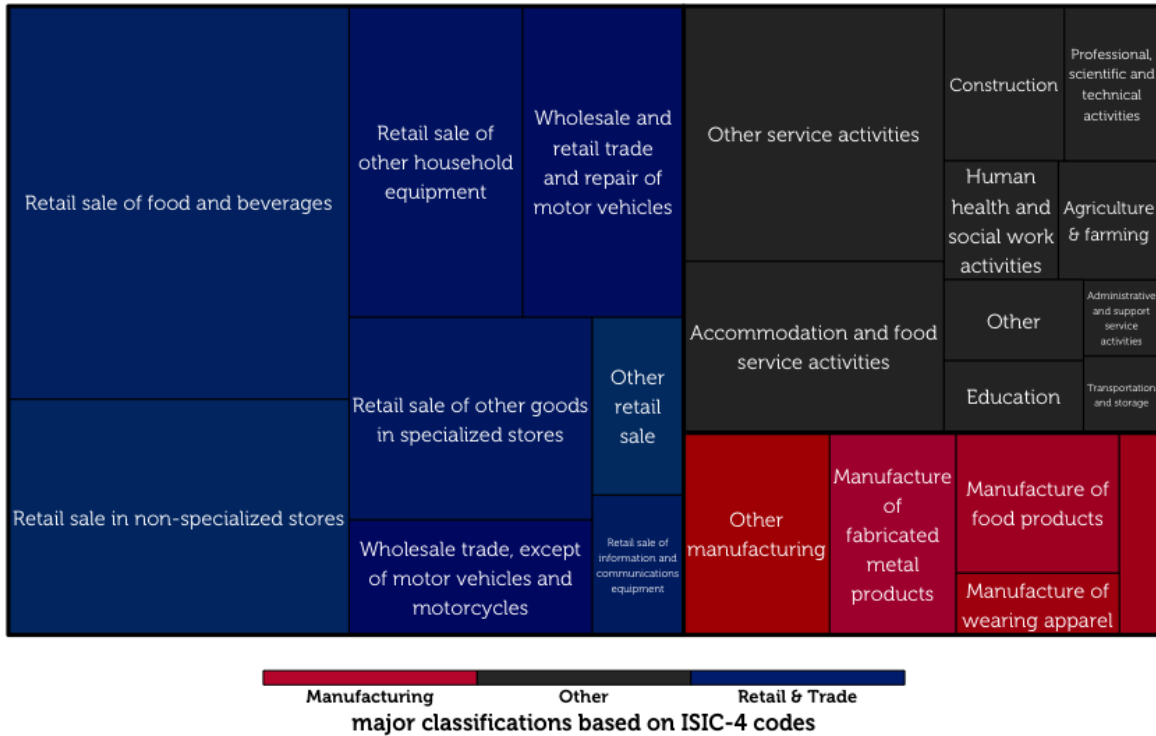 Retail sale of food and beverages
Retail sale in non-specialized stores
Retail sale of
other household
equipment
Wholesale and
retail trade
and repair of
motor vehicles
Retail sale of other goods
in specialized stores
Other
retail
sale
Wholesale trade, except
of motor vehicles and
motorcycles
Retail sale of
information and
communications
equipment
Other service activities
Accommodation and food
service activities
Construction
Professional,
scientific and
technical
activities
Human
health and
social work
activities
Agriculture
& farming
Other
Administrative
and support
service
activities
Education
Transportation
and storage
Other
manufacturing
Manufacture
of
fabricated
metal
products
Manufacture of
food products
Manufacture of
wearing apparel
Manufacturing
Other
Retail & Trade
major classifications based on ISIC-4 codes